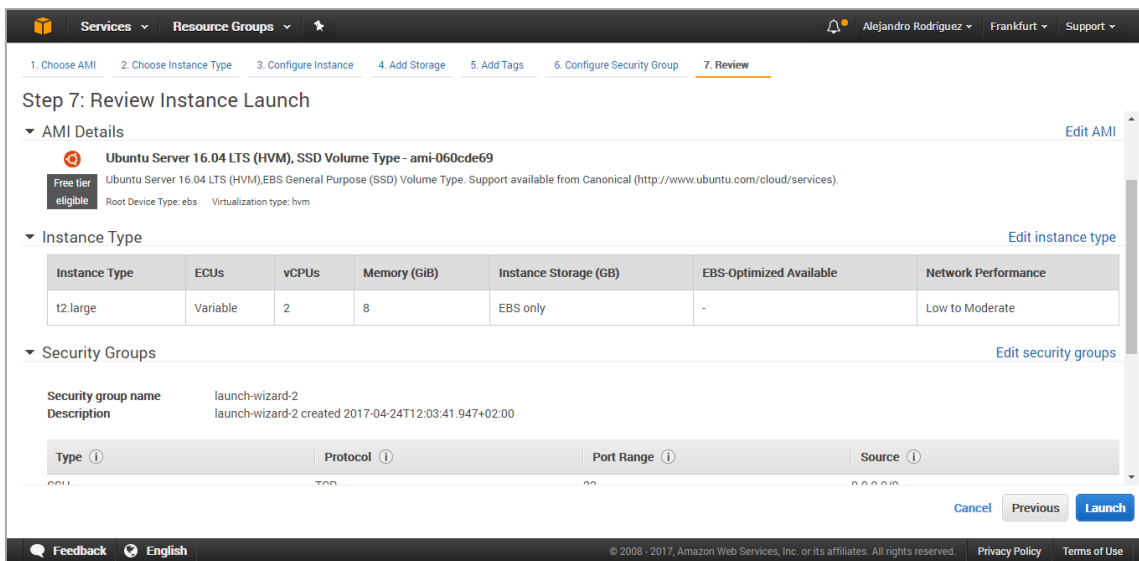 Services Resource Groups Alejandro Rodríguez Frankfurt Support
1. Choose AMI 2. Choose Instance Type 3. Configure Instance 4. Add Storage 5. Add Tags 6. Configure Security Group 7. Review
Step 7: Review Instance Launch
AMI Details Edit AMI
Ubuntu Server 16.04 LTS (HVM), SSD Volume Type - ami-060cde69
Free tier eligible
Ubuntu Server 16.04 LTS (HVM),EBS General Purpose (SSD) Volume Type. Support available from Canonical (http://www.ubuntu.com/cloud/services).
Root Device Type: ebs Virtualization type: hvm
Instance Type Edit instance type
Instance Type ECUs vCPUs Memory (GiB) Instance Storage (GB) EBS-Optimized Available Network Performance
t2.large Variable 2 8 EBS only - Low to Moderate
Security Groups Edit security groups
Security group name launch-wizard-2
Description launch-wizard-2 created 2017-04-24T12:03:41.947+02:00
Type Protocol Port Range Source
SSH TCP 22 0.0.0.0/0
Cancel Previous Launch
Feedback English © 2008 - 2017, Amazon Web Services, Inc. or its affiliates. All rights reserved. Privacy Policy Terms of Use